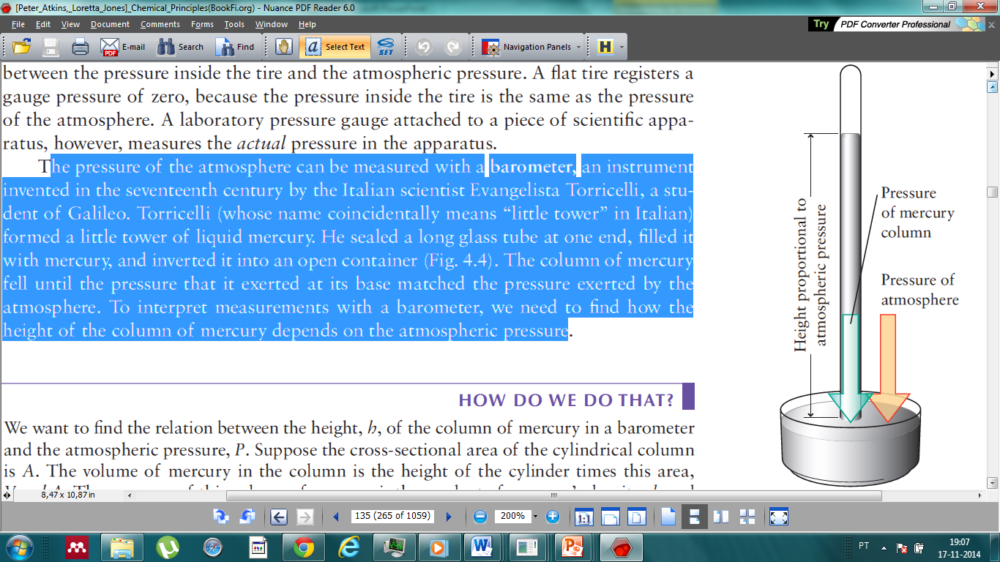 [Peter_Atkins,_Loretta_Jones]_Chemical_Principles(BookFi.org) - Nuance PDF Reader 6.0
File Edit View Document Comments Forms Tools Window Help
Try PDF Converter Professional
PDF E-mail Search Find a Select Text SET Navigation Panels H
between the pressure inside the tire and the atmospheric pressure. A flat tire registers a
gauge pressure of zero, because the pressure inside the tire is the same as the pressure
of the atmosphere. A laboratory pressure gauge attached to a piece of scientific appa-
ratus, however, measures the actual pressure in the apparatus.
The pressure of the atmosphere can be measured with a barometer, an instrument
invented in the seventeenth century by the Italian scientist Evangelista Torricelli, a stu-
dent of Galileo. Torricelli (whose name coincidentally means “little tower” in Italian)
formed a little tower of liquid mercury. He sealed a long glass tube at one end, filled it
with mercury, and inverted it into an open container (Fig. 4.4). The column of mercury
fell until the pressure that it exerted at its base matched the pressure exerted by the
atmosphere. To interpret measurements with a barometer, we need to find how the
height of the column of mercury depends on the atmospheric pressure.
HOW DO WE DO THAT?
We want to find the relation between the height, h, of the column of mercury in a barometer
and the atmospheric pressure, P. Suppose the cross-sectional area of the cylindrical column
is A. The volume of mercury in the column is the height of the cylinder times this area,
Height proportional to
atmospheric pressure
Pressure
of mercury
column
Pressure of
atmosphere
8,47 x 10,87 in
135 (265 of 1059) 200% 1:1
PT 19:07
17-11-2014